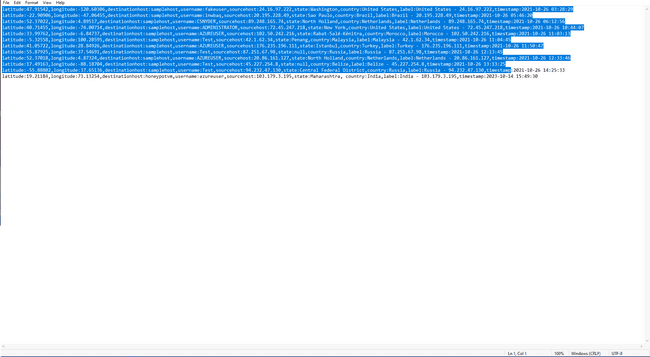 File Edit Format View Help
latitude:47.91542,longitude:-120.60306,destinationhost:samplehost,username:fakeuser,sourcehost:24.16.97.222,state:Washington,country:United States,label:United States - 24.16.97.222,timestamp:2021-10-26 03:28:29
latitude:-22.90906,longitude:-47.06455,destinationhost:samplehost,username:lnwbaq,sourcehost:20.195.228.49,state:Sao Paulo,country:Brazil,label:Brazil - 20.195.228.49,timestamp:2021-10-26 05:46:20
latitude:52.37022,longitude:4.89517,destinationhost:samplehost,username:CSNYDER,sourcehost:89.248.165.74,state:North Holland,country:Netherlands,label:Netherlands - 89.248.165.74,timestamp:2021-10-26 06:12:56
latitude:40.71455,longitude:-74.00714,destinationhost:samplehost,username:ADMINISTRATOR,sourcehost:72.45.247.218,state:New York,country:United States,label:United States - 72.45.247.218,timestamp:2021-10-26 10:44:07
latitude:33.99762,longitude:-6.84737,destinationhost:samplehost,username:AZUREUSER,sourcehost:102.50.242.216,state:Rabat-Salé-Kénitra,country:Morocco,label:Morocco - 102.50.242.216,timestamp:2021-10-26 11:03:13
latitude:-5.32558,longitude:100.28595,destinationhost:samplehost,username:Test,sourcehost:42.1.62.34,state:Penang,country:Malaysia,label:Malaysia - 42.1.62.34,timestamp:2021-10-26 11:04:45
latitude:41.05722,longitude:28.84926,destinationhost:samplehost,username:AZUREUSER,sourcehost:176.235.196.111,state:Istanbul,country:Turkey,label:Turkey - 176.235.196.111,timestamp:2021-10-26 11:50:47
latitude:55.87925,longitude:37.54691,destinationhost:samplehost,username:Test,sourcehost:87.251.67.98,state:null,country:Russia,label:Russia - 87.251.67.98,timestamp:2021-10-26 12:13:45
latitude:52.37018,longitude:4.87324,destinationhost:samplehost,username:AZUREUSER,sourcehost:20.86.161.127,state:North Holland,country:Netherlands,label:Netherlands - 20.86.161.127,timestamp:2021-10-26 12:33:46
latitude:17.49163,longitude:-88.18704,destinationhost:samplehost,username:Test,sourcehost:45.227.254.8,state:null,country:Belize,label:Belize - 45.227.254.8,timestamp:2021-10-26 13:13:25
latitude:-55.88802,longitude:37.65136,destinationhost:samplehost,username:Test,sourcehost:94.232.47.130,state:Central Federal District,country:Russia,label:Russia - 94.232.47.130,timestamp:2021-10-26 14:25:33
latitude:19.21184,longitude:73.13254,destinationhost:honeypotvm,username:azureuser,sourcehost:103.179.3.195,state:Maharashtra, country:India,label:India - 103.179.3.195,timestamp:2023-10-14 15:49:30
Ln 1, Col 1 100% Windows (CRLF) UTF-8